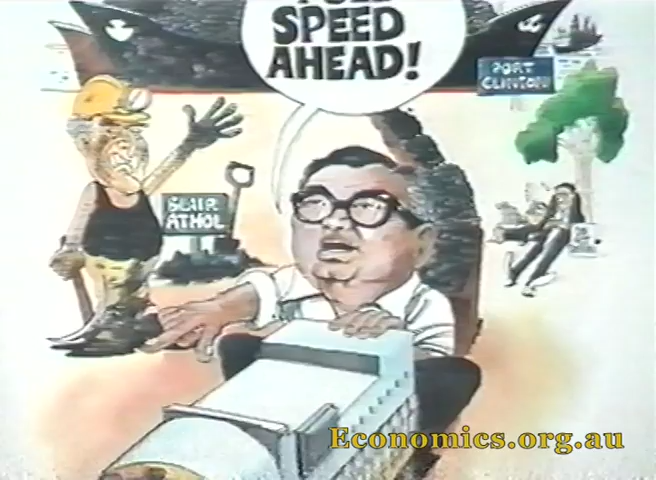 SPEED
AHEAD!
PORT
CLINTON
BLAIR
ATHOL
Economics.org.au